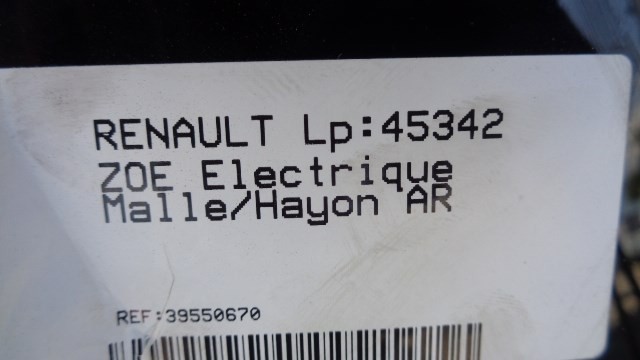 RENAULT Lp:45342
ZOE Electrique
Malle/Hayon AR
REF:39550670